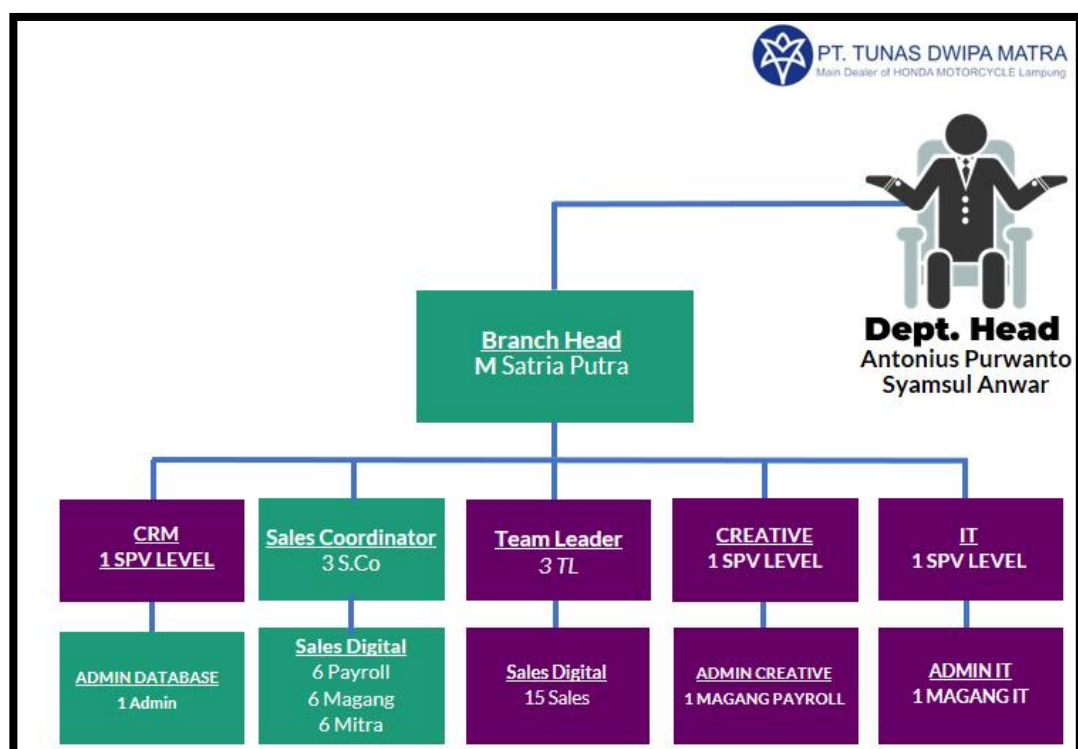 PT. TUNAS DWIPA MATRA
Main Dealer of HONDA MOTORCYCLE Lampung
Dept. Head
Antonius Purwanto
Syamsul Anwar
Branch Head
M Satria Putra
CRM
1 SPV LEVEL
Sales Coordinator
3 S.Co
Team Leader
3 TL
CREATIVE
1 SPV LEVEL
IT
1 SPV LEVEL
ADMIN DATABASE
1 Admin
Sales Digital
6 Payroll
6 Magang
6 Mitra
Sales Digital
15 Sales
ADMIN CREATIVE
1 MAGANG PAYROLL
ADMIN IT
1 MAGANG IT